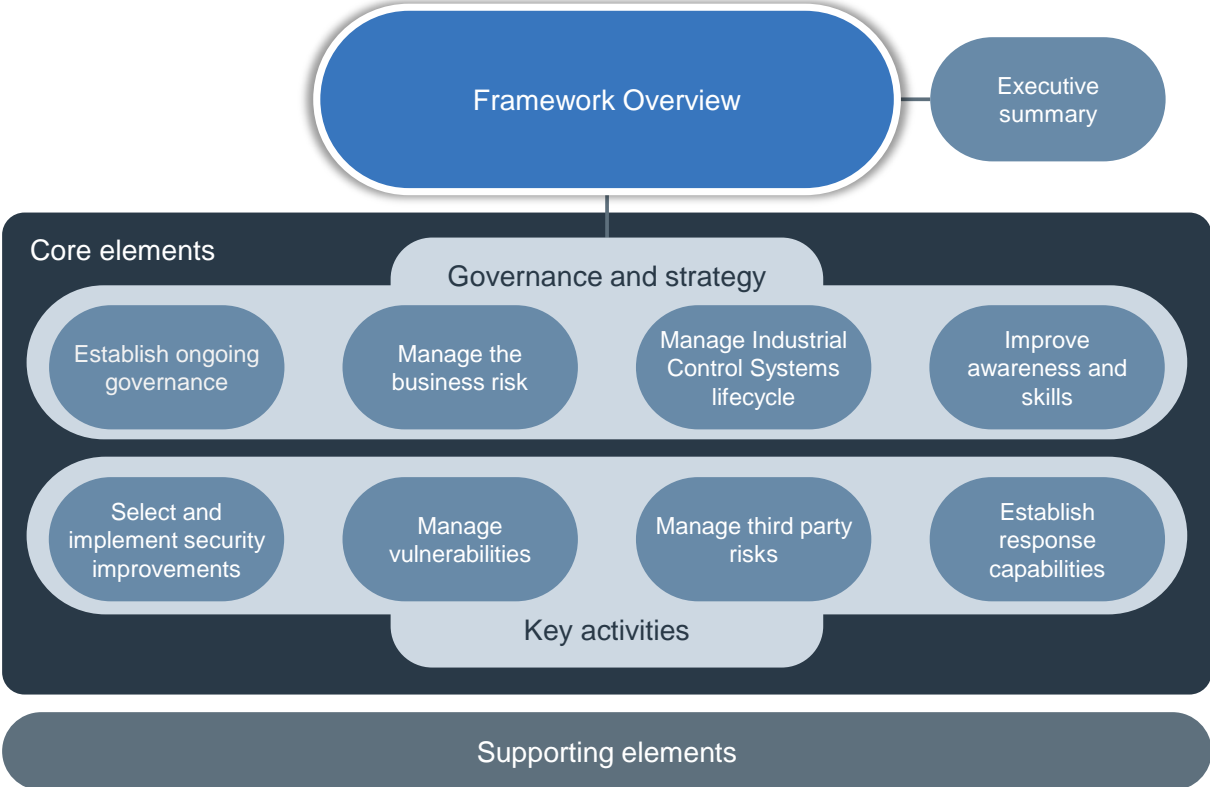 Framework Overview
Executive
summary
Core elements
Governance and strategy
Establish ongoing
governance
Manage the
business risk
Manage Industrial
Control Systems
lifecycle
Improve
awareness and
skills
Select and
implement security
improvements
Manage
vulnerabilities
Manage third party
risks
Establish
response
capabilities
Key activities
Supporting elements